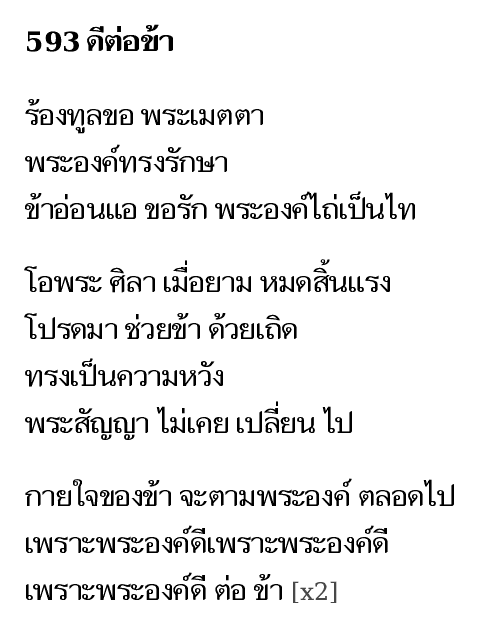 593 ดีต่อข้า
ร้องทูลขอ พระเมตตา
พระองค์ทรงรักษา
ข้าอ่อนแอ ขอรัก พระองค์ไถ่เป็นไท
โอพระ ศิลา เมื่อยาม หมดสิ้นแรง
โปรดมา ช่วยข้า ด้วยเถิด
ทรงเป็นความหวัง
พระสัญญา ไม่เคย เปลี่ยน ไป
กายใจของข้า จะตามพระองค์ ตลอดไป
เพราะพระองค์ดีเพราะพระองค์ดี
เพราะพระองค์ดี ต่อ ข้า [x2]